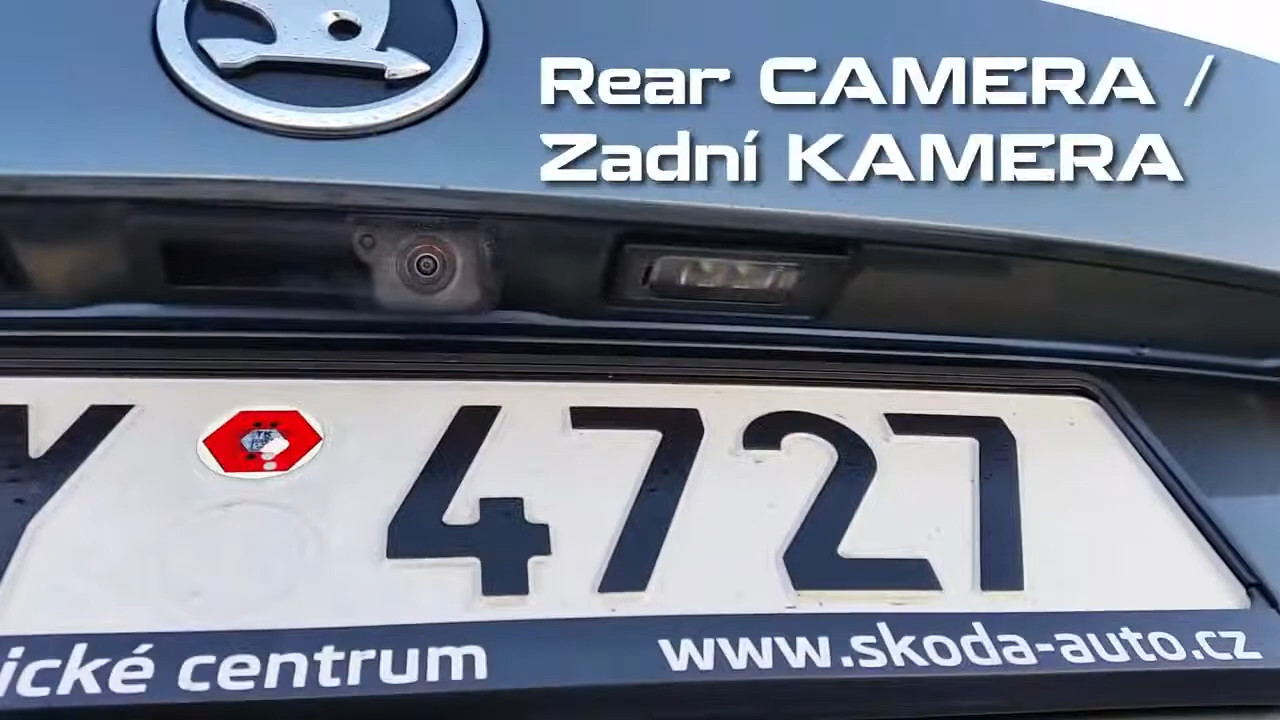 Rear CAMERA /
Zadní KAMERA
Y 4727
ické centrum
www.skoda-auto.cz